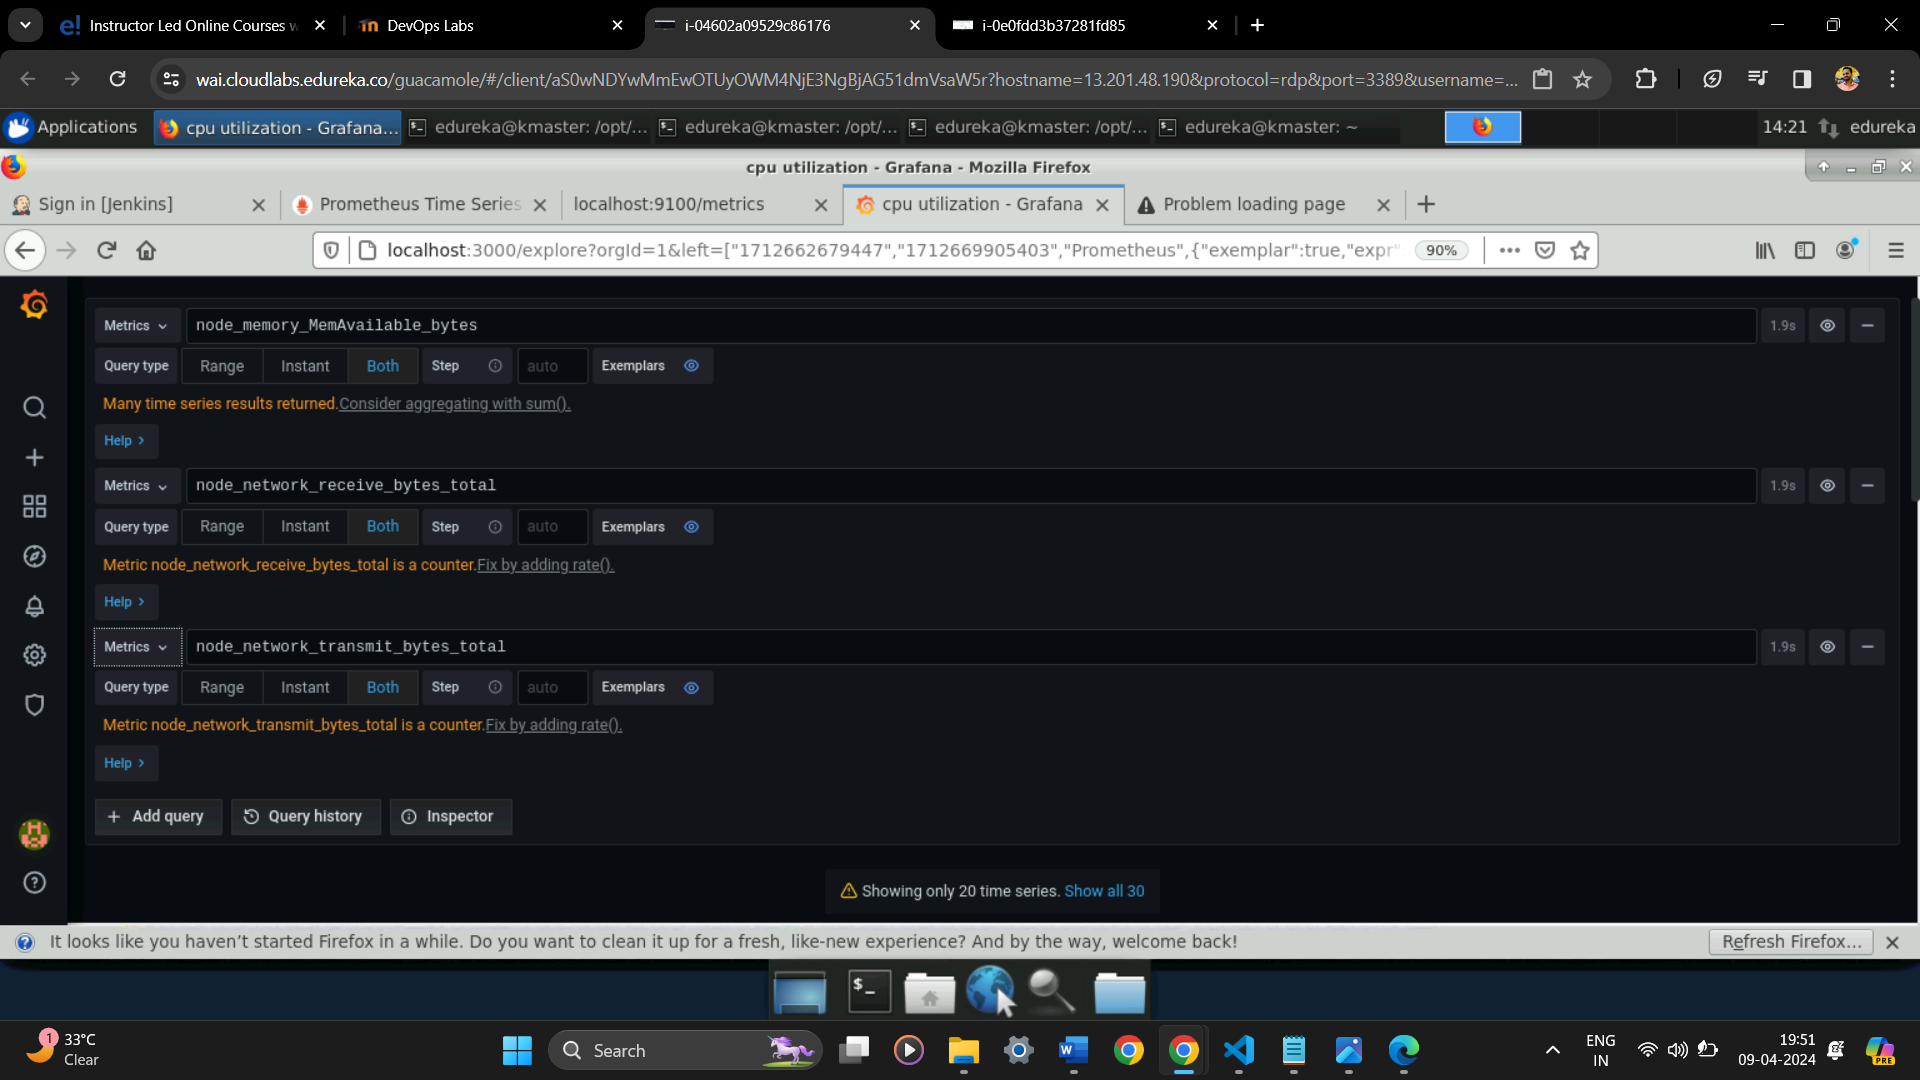 Instructor Led Online Courses w
DevOps Labs
i-04602a09529c86176
i-0e0fdd3b37281fd85
wai.cloudlabs.edureka.co/guacamole/#/client/aS0wNDYwMmEwOTUyOWM4NjE3NgBjAG51dmVsaW5r?hostname=13.201.48.190&protocol=rdp&port=3389&username=...
Applications
cpu utilization - Grafana...
edureka@kmaster: /opt/...
edureka@kmaster: /opt/...
edureka@kmaster: /opt/...
edureka@kmaster: ~
14:21
edureka
cpu utilization - Grafana - Mozilla Firefox
Sign in [Jenkins]
Prometheus Time Series
localhost:9100/metrics
cpu utilization - Grafana
Problem loading page
localhost:3000/explore?orgId=1&left=["1712662679447","1712669905403","Prometheus",{"exemplar":true,"expr":
90%
Metrics
node_memory_MemAvailable_bytes
1.9s
Query type Range Instant Both Step auto Exemplars
Many time series results returned.Consider aggregating with sum().
Help >
Metrics
node_network_receive_bytes_total
1.9s
Query type Range Instant Both Step auto Exemplars
Metric node_network_receive_bytes_total is a counter.Fix by adding rate().
Help >
Metrics
node_network_transmit_bytes_total
1.9s
Query type Range Instant Both Step auto Exemplars
Metric node_network_transmit_bytes_total is a counter.Fix by adding rate().
Help >
+ Add query
Query history
Inspector
Showing only 20 time series. Show all 30
It looks like you haven't started Firefox in a while. Do you want to clean it up for a fresh, like-new experience? And by the way, welcome back!
Refresh Firefox...
1
33°C
Clear
Search
ENG
IN
19:51
09-04-2024
PRE